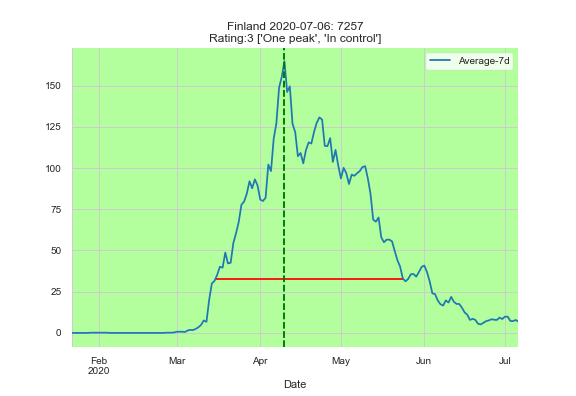 Finland 2020-07-06: 7257
Rating:3 ['One peak', 'In control']
Average-7d
150
125
100
75
50
25
0
Feb
2020
Mar
Apr
May
Jun
Jul
Date